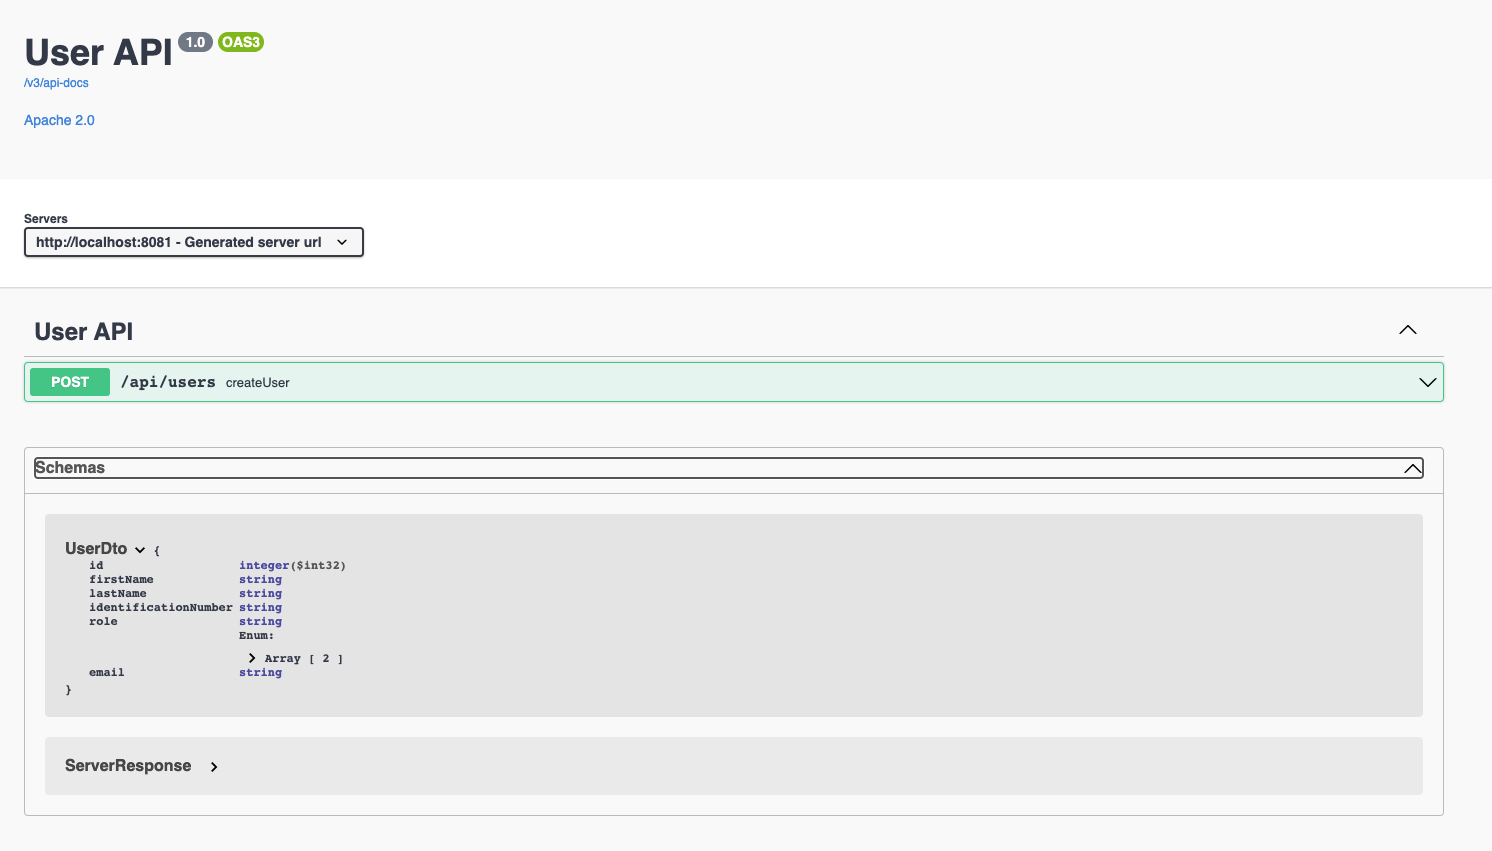 User API 1.0 OAS3
/v3/api-docs
Apache 2.0
Servers
http://localhost:8081 - Generated server url
User API
POST /api/users createUser
Schemas
UserDto {
id integer($int32)
firstName string
lastName string
identificationNumber string
role string
Enum:
Array [ 2 ]
email string
}
ServerResponse